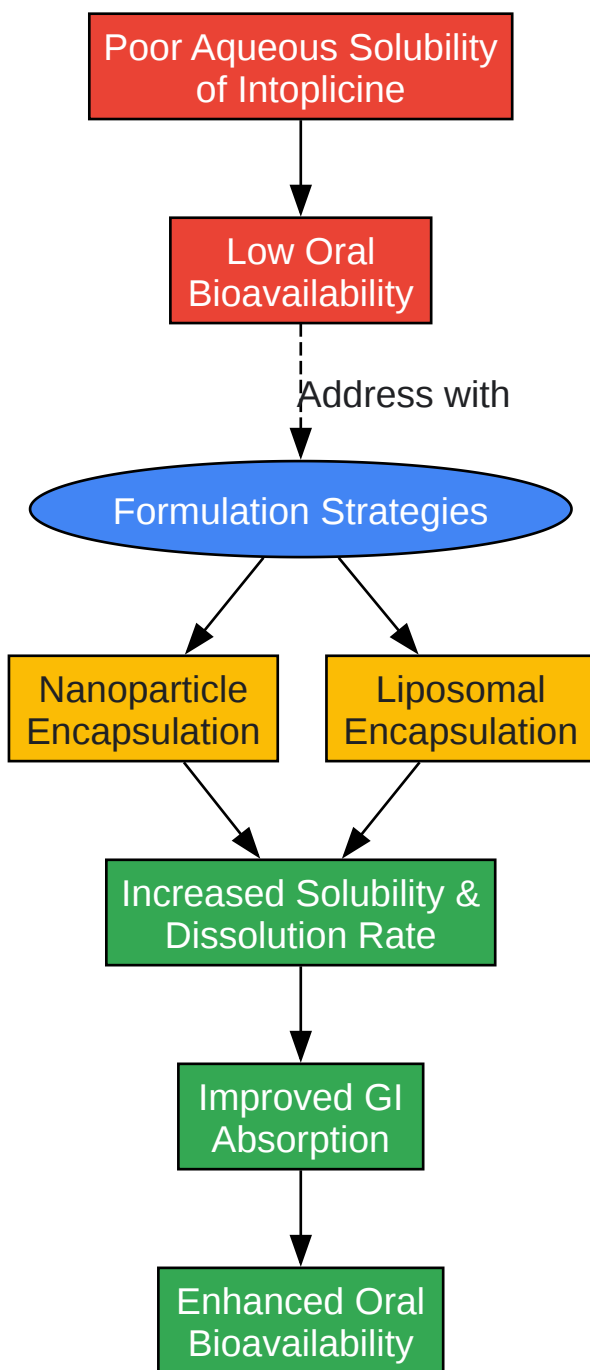 Poor Aqueous Solubility
of Intoplicine
Low Oral
Bioavailability
Address with
Formulation Strategies
Nanoparticle
Encapsulation
Liposomal
Encapsulation
Increased Solubility &
Dissolution Rate
Improved GI
Absorption
Enhanced Oral
Bioavailability